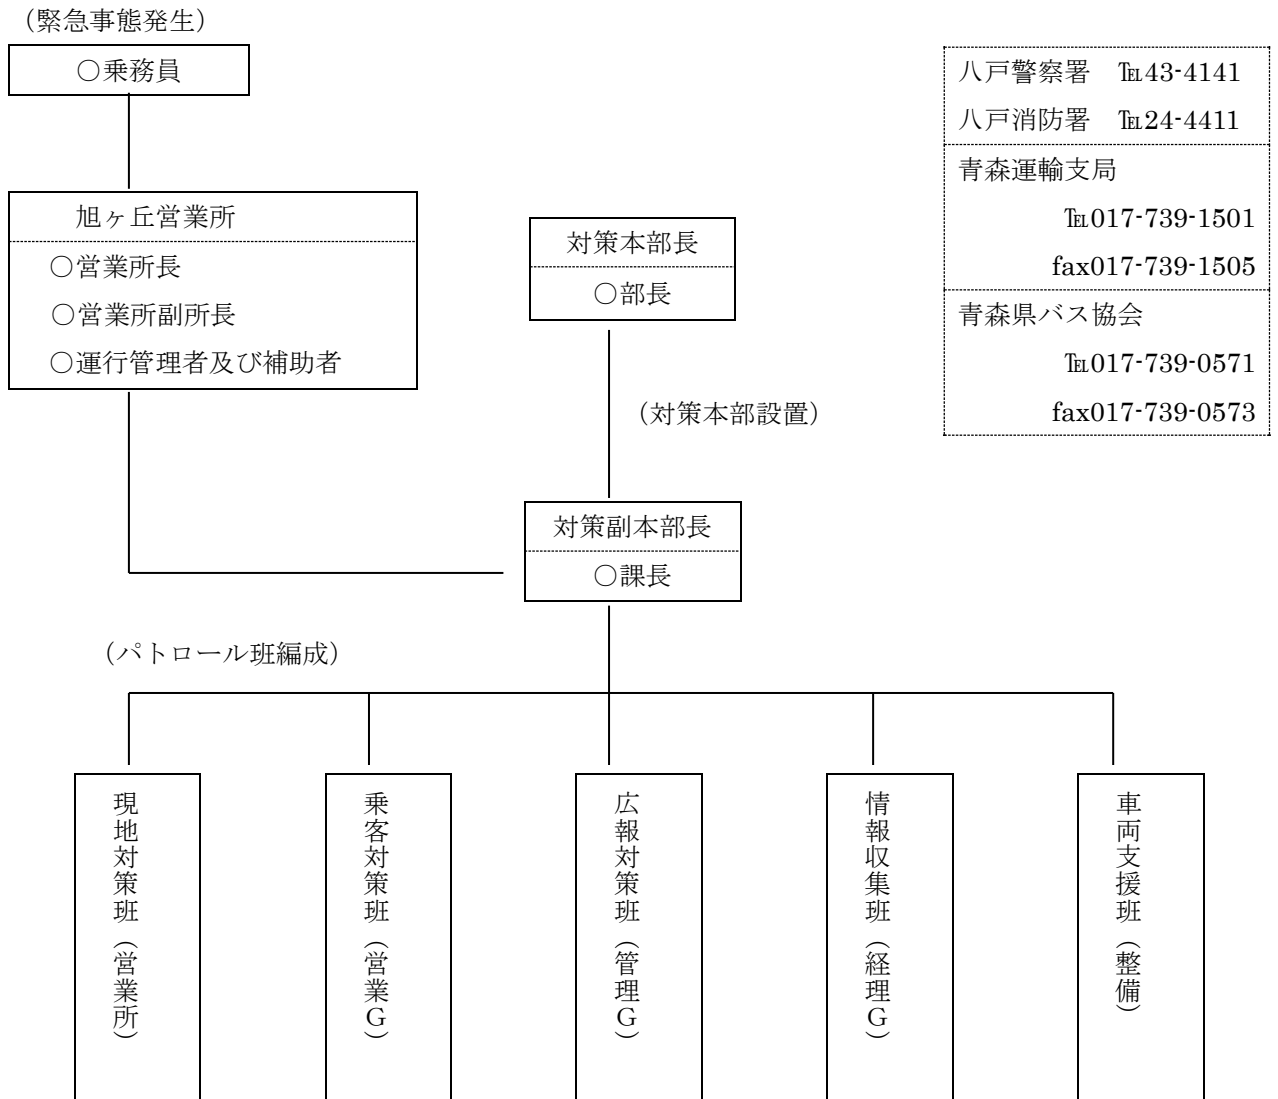 （緊急事態発生）
○乗務員
旭ヶ丘営業所
○営業所長
○営業所副所長
○運行管理者及び補助者
対策本部長
○部長
（対策本部設置）
八戸警察署　℡43-4141
八戸消防署　℡24-4411
青森運輸支局
℡017-739-1501
fax017-739-1505
青森県バス協会
℡017-739-0571
fax017-739-0573
対策副本部長
○課長
（パトロール班編成）
現地対策班（営業所）
乗客対策班（営業G）
広報対策班（管理G）
情報収集班（経理G）
車両支援班（整備）